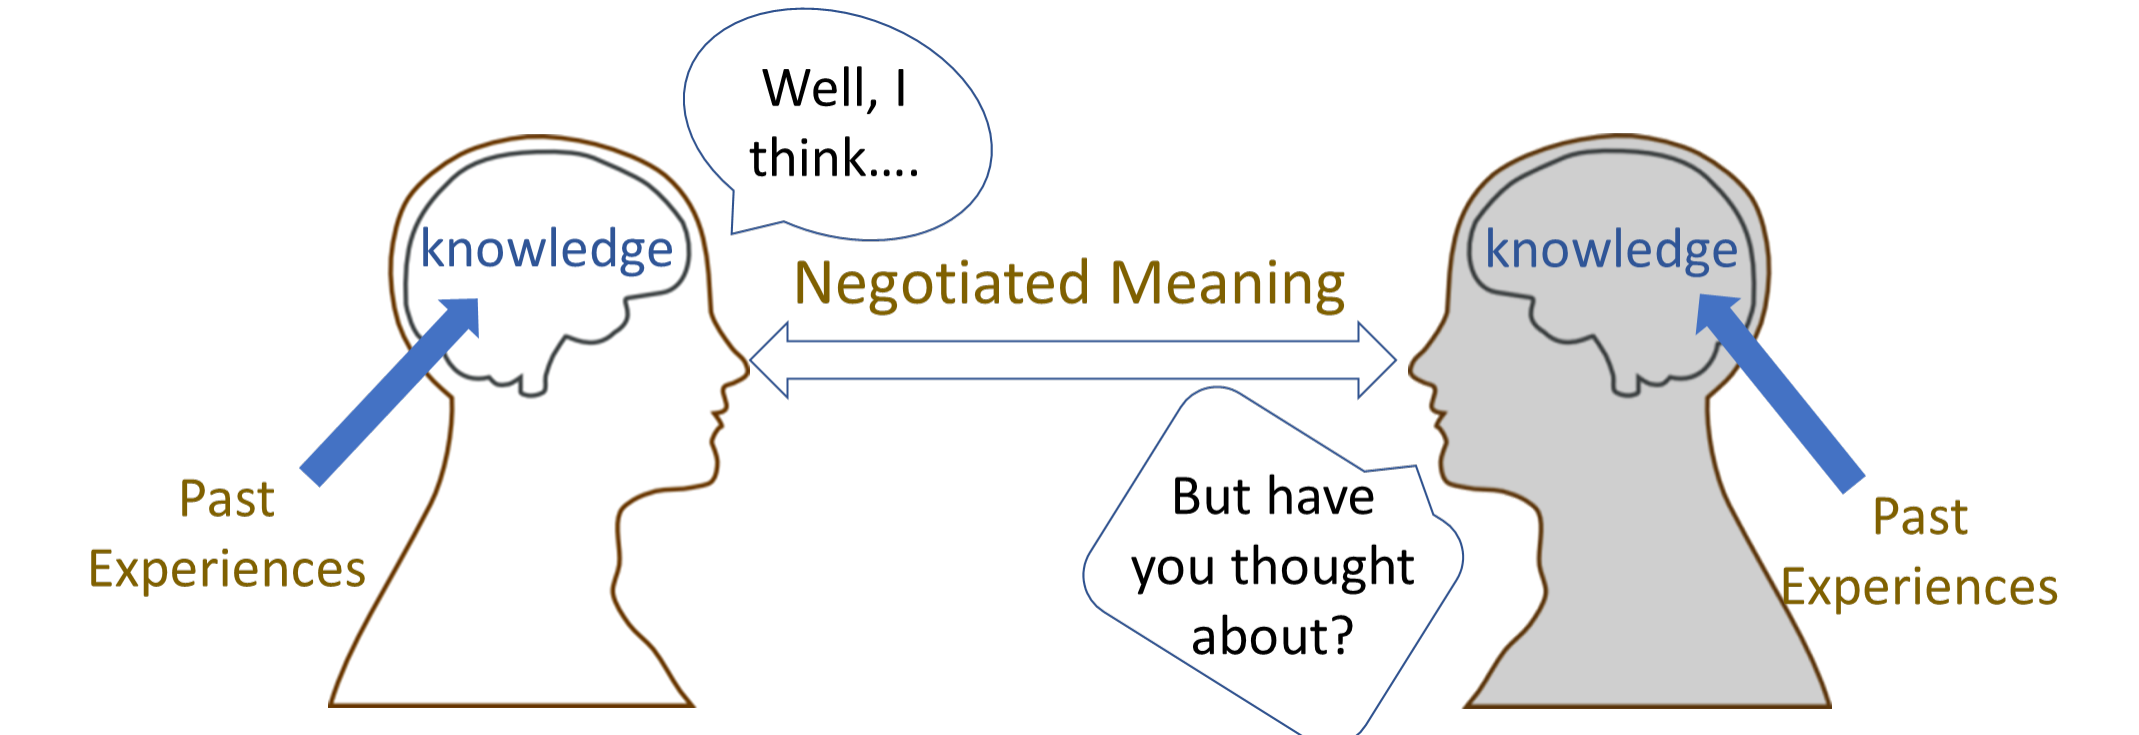 Well, I
think....
knowledge
knowledge
Negotiated Meaning
Past
Experiences
But have
you thought
about?
Past
Experiences